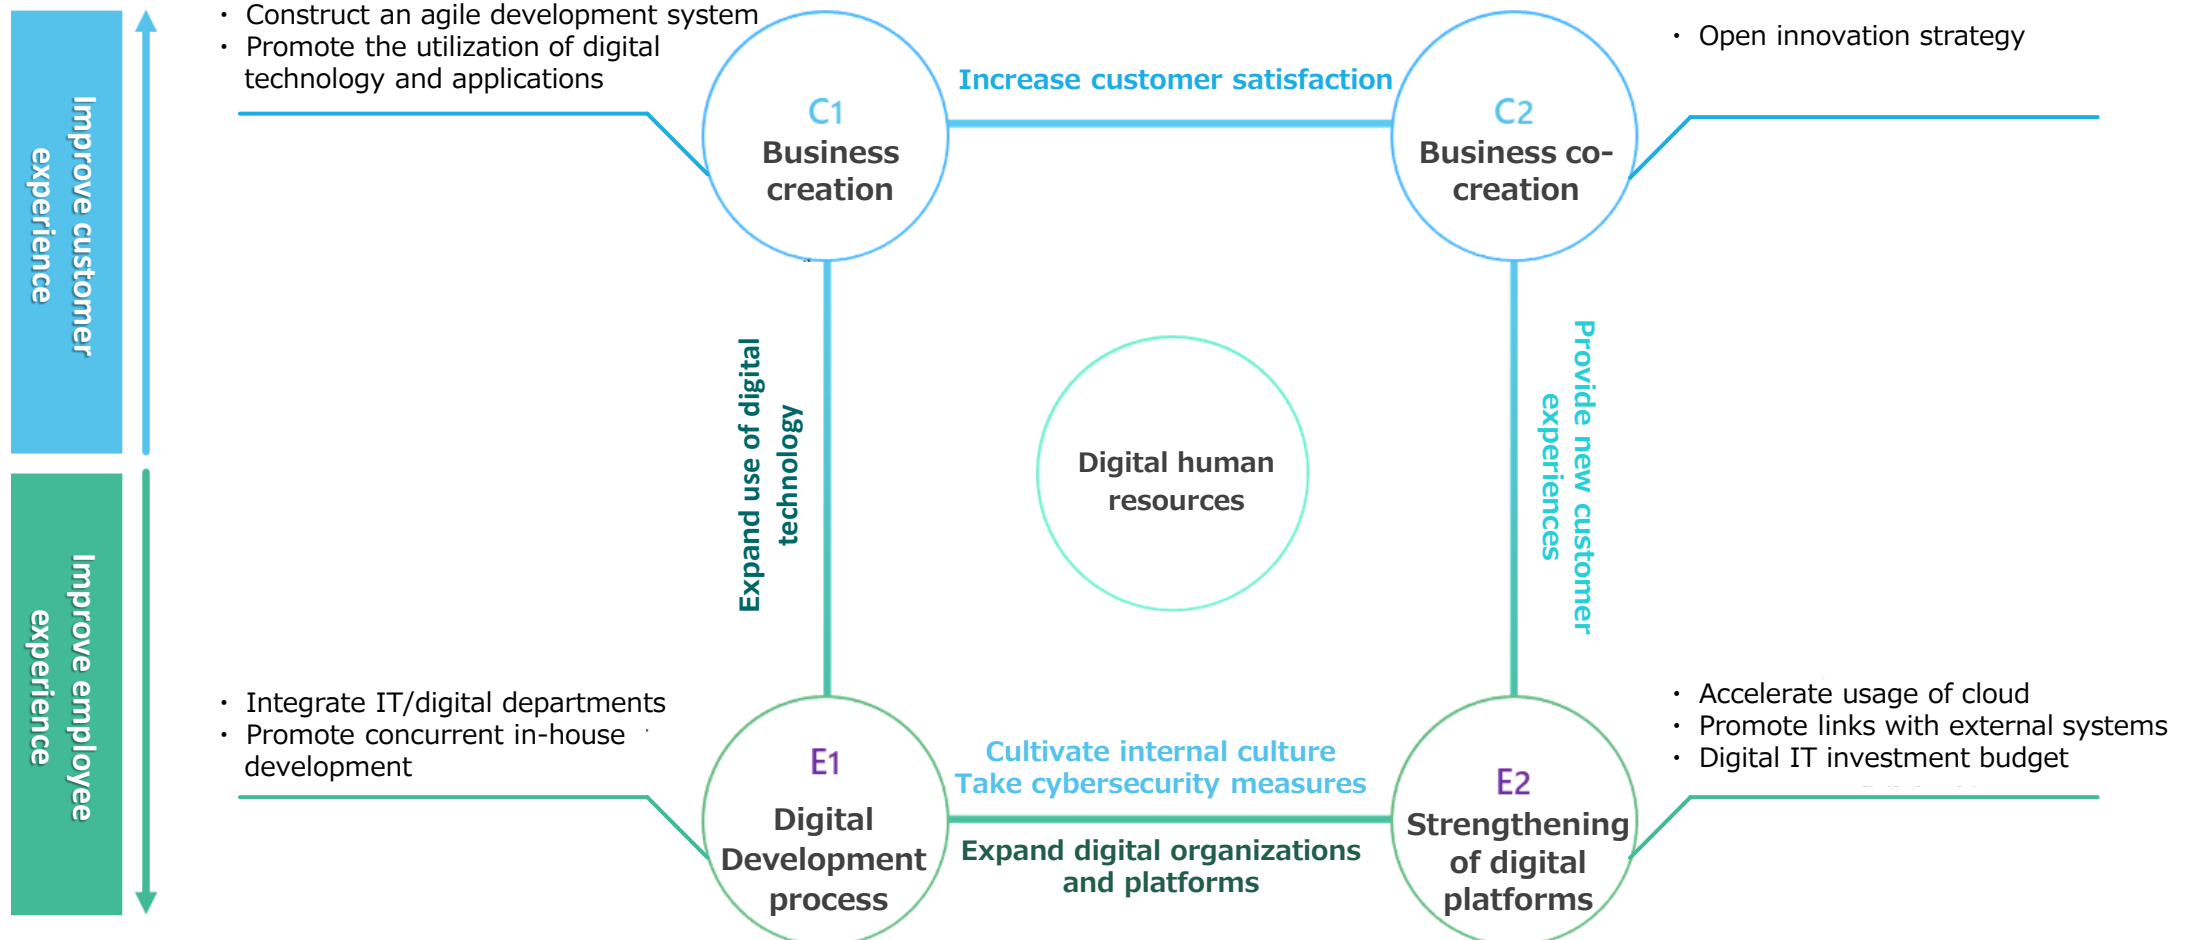 ・ Construct an agile development system
・ Promote the utilization of digital
technology and applications
・ Open innovation strategy
Increase customer satisfaction
C1
Business
creation
C2
Business co-
creation
Improve customer
experience
Expand use of digital
technology
Digital human
resources
Provide new customer
experiences
Improve employee
experience
・ Integrate IT/digital departments
・ Promote concurrent in-house
development
・ Accelerate usage of cloud
・ Promote links with external systems
・ Digital IT investment budget
E1
Digital
Development
process
Cultivate internal culture
Take cybersecurity measures
Expand digital organizations
and platforms
E2
Strengthening
of digital
platforms